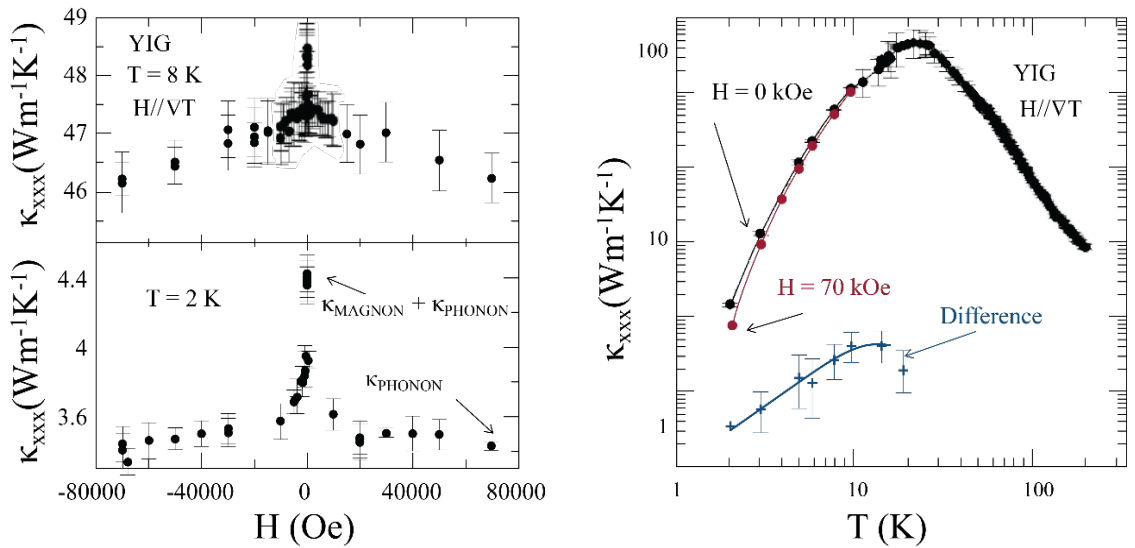 49
48
47
46
κxxx(Wm-1K-1)
YIG
T = 8 K
H//∇T
4.4
4
3.6
κxxx(Wm-1K-1)
T = 2 K
κMAGNON + κPHONON
κPHONON
-80000 -40000 0 40000 80000
H (Oe)
100
10
1
κxxx(Wm-1K-1)
H = 0 kOe
YIG
H//∇T
H = 70 kOe
Difference
1 10 100
T (K)